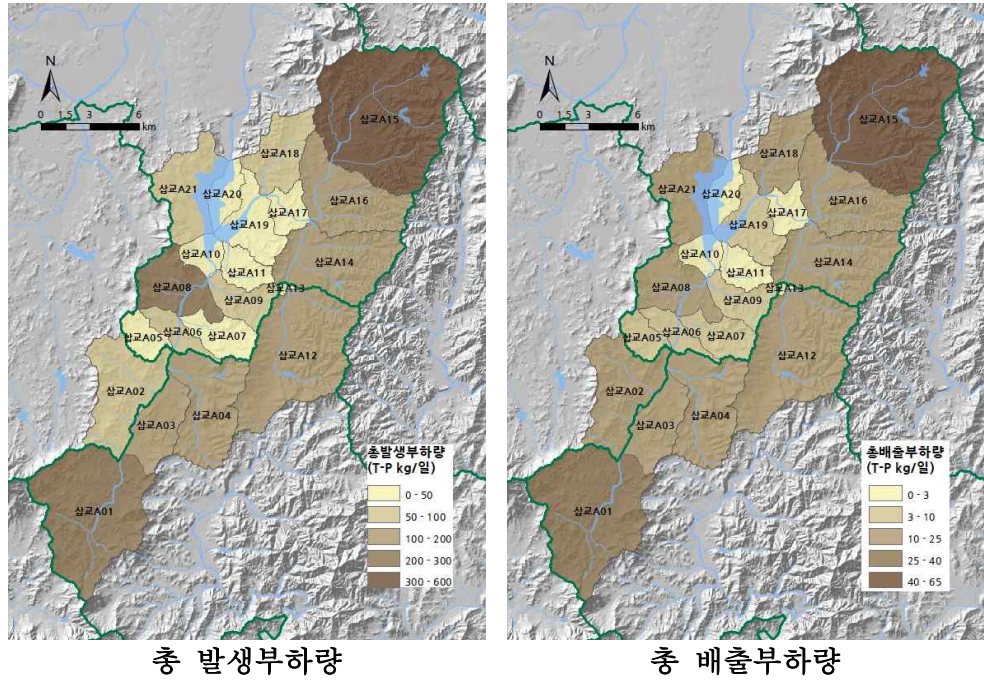 N
0 1.5 3 6
km
삽교A15
삽교A18
삽교A21
삽교A20
삽교A17
삽교A16
삽교A19
삽교A10
삽교A11
삽교A14
삽교A08
삽교A09
삽교A13
삽교A05
삽교A06
삽교A07
삽교A12
삽교A02
삽교A03
삽교A04
삽교A01
총발생부하량
(T-P kg/일)
0 - 50
50 - 100
100 - 200
200 - 300
300 - 600
총 발생부하량
N
0 1.5 3 6
km
삽교A15
삽교A18
삽교A21
삽교A20
삽교A17
삽교A16
삽교A19
삽교A10
삽교A11
삽교A14
삽교A08
삽교A09
삽교A13
삽교A05
삽교A06
삽교A07
삽교A12
삽교A02
삽교A03
삽교A04
삽교A01
총배출부하량
(T-P kg/일)
0 - 3
3 - 10
10 - 25
25 - 40
40 - 65
총 배출부하량